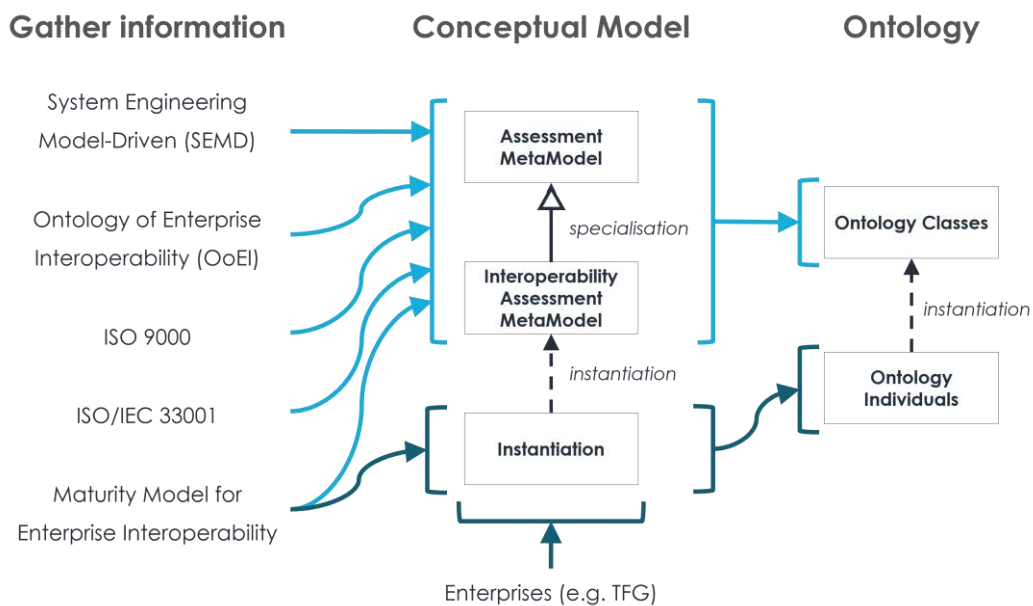 Gather information
Conceptual Model
Ontology
System Engineering
Model-Driven (SEMD)
Ontology of Enterprise
Interoperability (OoEI)
ISO 9000
ISO/IEC 33001
Maturity Model for
Enterprise Interoperability
Assessment
MetaModel
specialisation
Interoperability
Assessment
MetaModel
instantiation
Instantiation
Enterprises (e.g. TFG)
Ontology Classes
instantiation
Ontology
Individuals